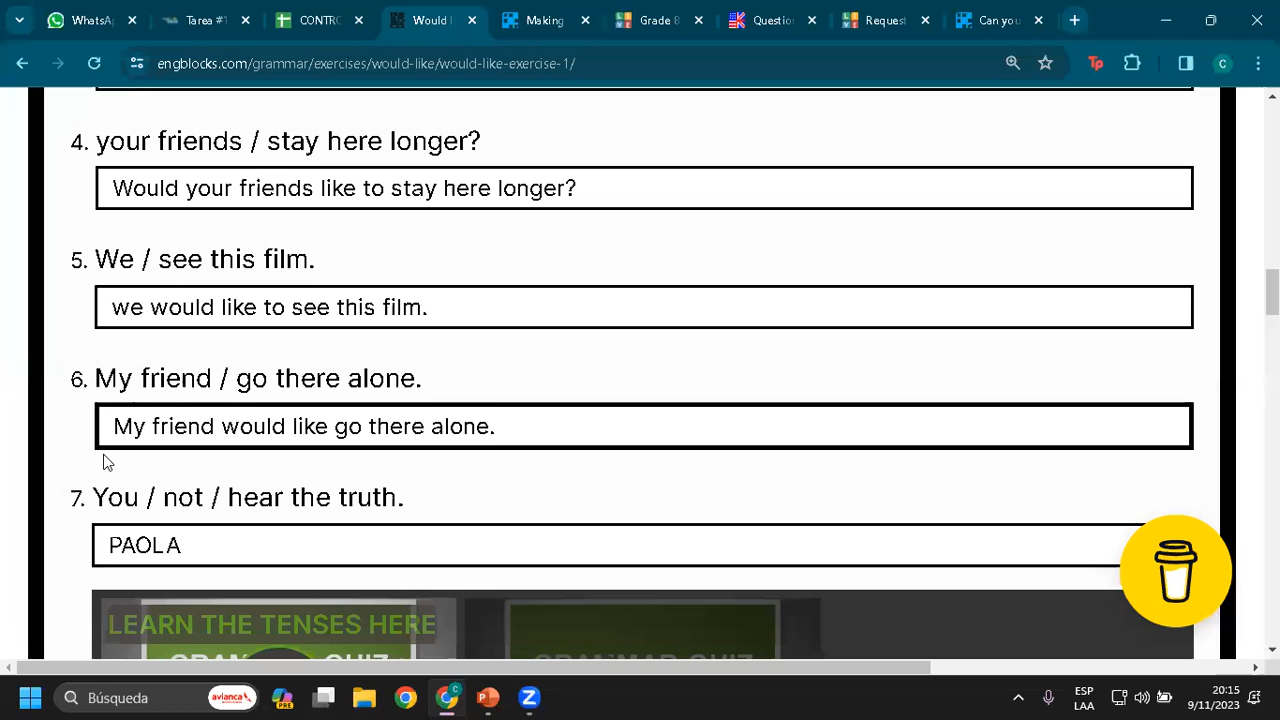 WhatsA
Tarea #1
CONTRO
Would l
Making
Grade 8
Question
Request
Can you
engblocks.com/grammar/exercises/would-like/would-like-exercise-1/
4. your friends / stay here longer?
Would your friends like to stay here longer?
5. We / see this film.
we would like to see this film.
6. My friend / go there alone.
My friend would like go there alone.
7. You / not / hear the truth.
PAOLA
LEARN THE TENSES HERE
Búsqueda
avianca
PRE
ESP
LAA
20:15
9/11/2023